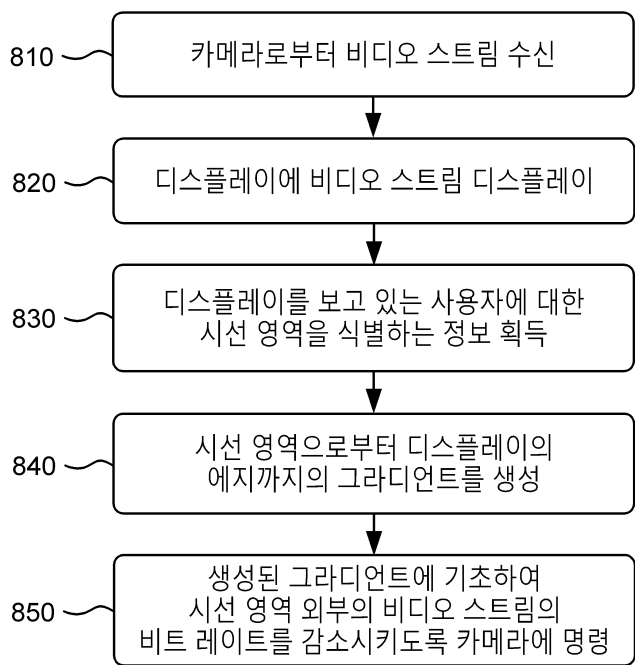 810
카메라로부터 비디오 스트림 수신
820
디스플레이에 비디오 스트림 디스플레이
830
디스플레이를 보고 있는 사용자에 대한
시선 영역을 식별하는 정보 획득
840
시선 영역으로부터 디스플레이의
에지까지의 그라디언트를 생성
850
생성된 그라디언트에 기초하여
시선 영역 외부의 비디오 스트림의
비트 레이트를 감소시키도록 카메라에 명령